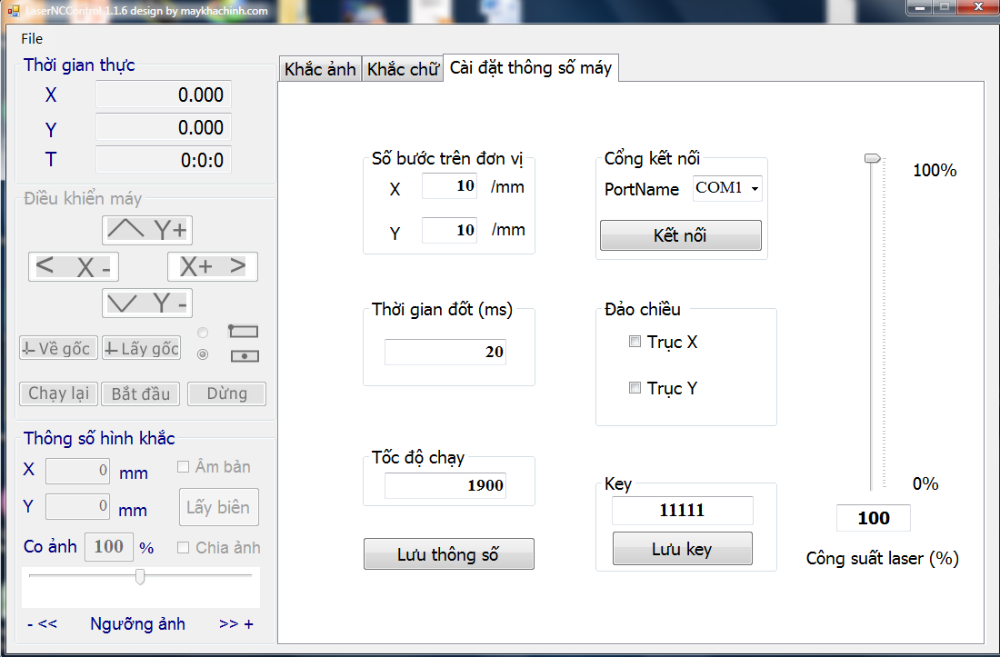 LaserNCControl 1.1.6 design by maykhachinh.com
File
Thời gian thực
X 0.000
Y 0.000
T 0:0:0
Điều khiển máy
Y+
< X -
X+ >
Y -
Về gốc
Lấy gốc
Chạy lại
Bắt đầu
Dừng
Thông số hình khắc
X 0 mm
Âm bản
Y 0 mm
Lấy biên
Co ảnh 100 %
Chia ảnh
- << Ngưỡng ảnh >> +
Khắc ảnh
Khắc chữ
Cài đặt thông số máy
Số bước trên đơn vị
X 10 /mm
Y 10 /mm
Thời gian đốt (ms)
20
Tốc độ chạy
1900
Lưu thông số
Cổng kết nối
PortName COM1
Kết nối
Đảo chiều
Trục X
Trục Y
Key
11111
Lưu key
100%
0%
100
Công suất laser (%)